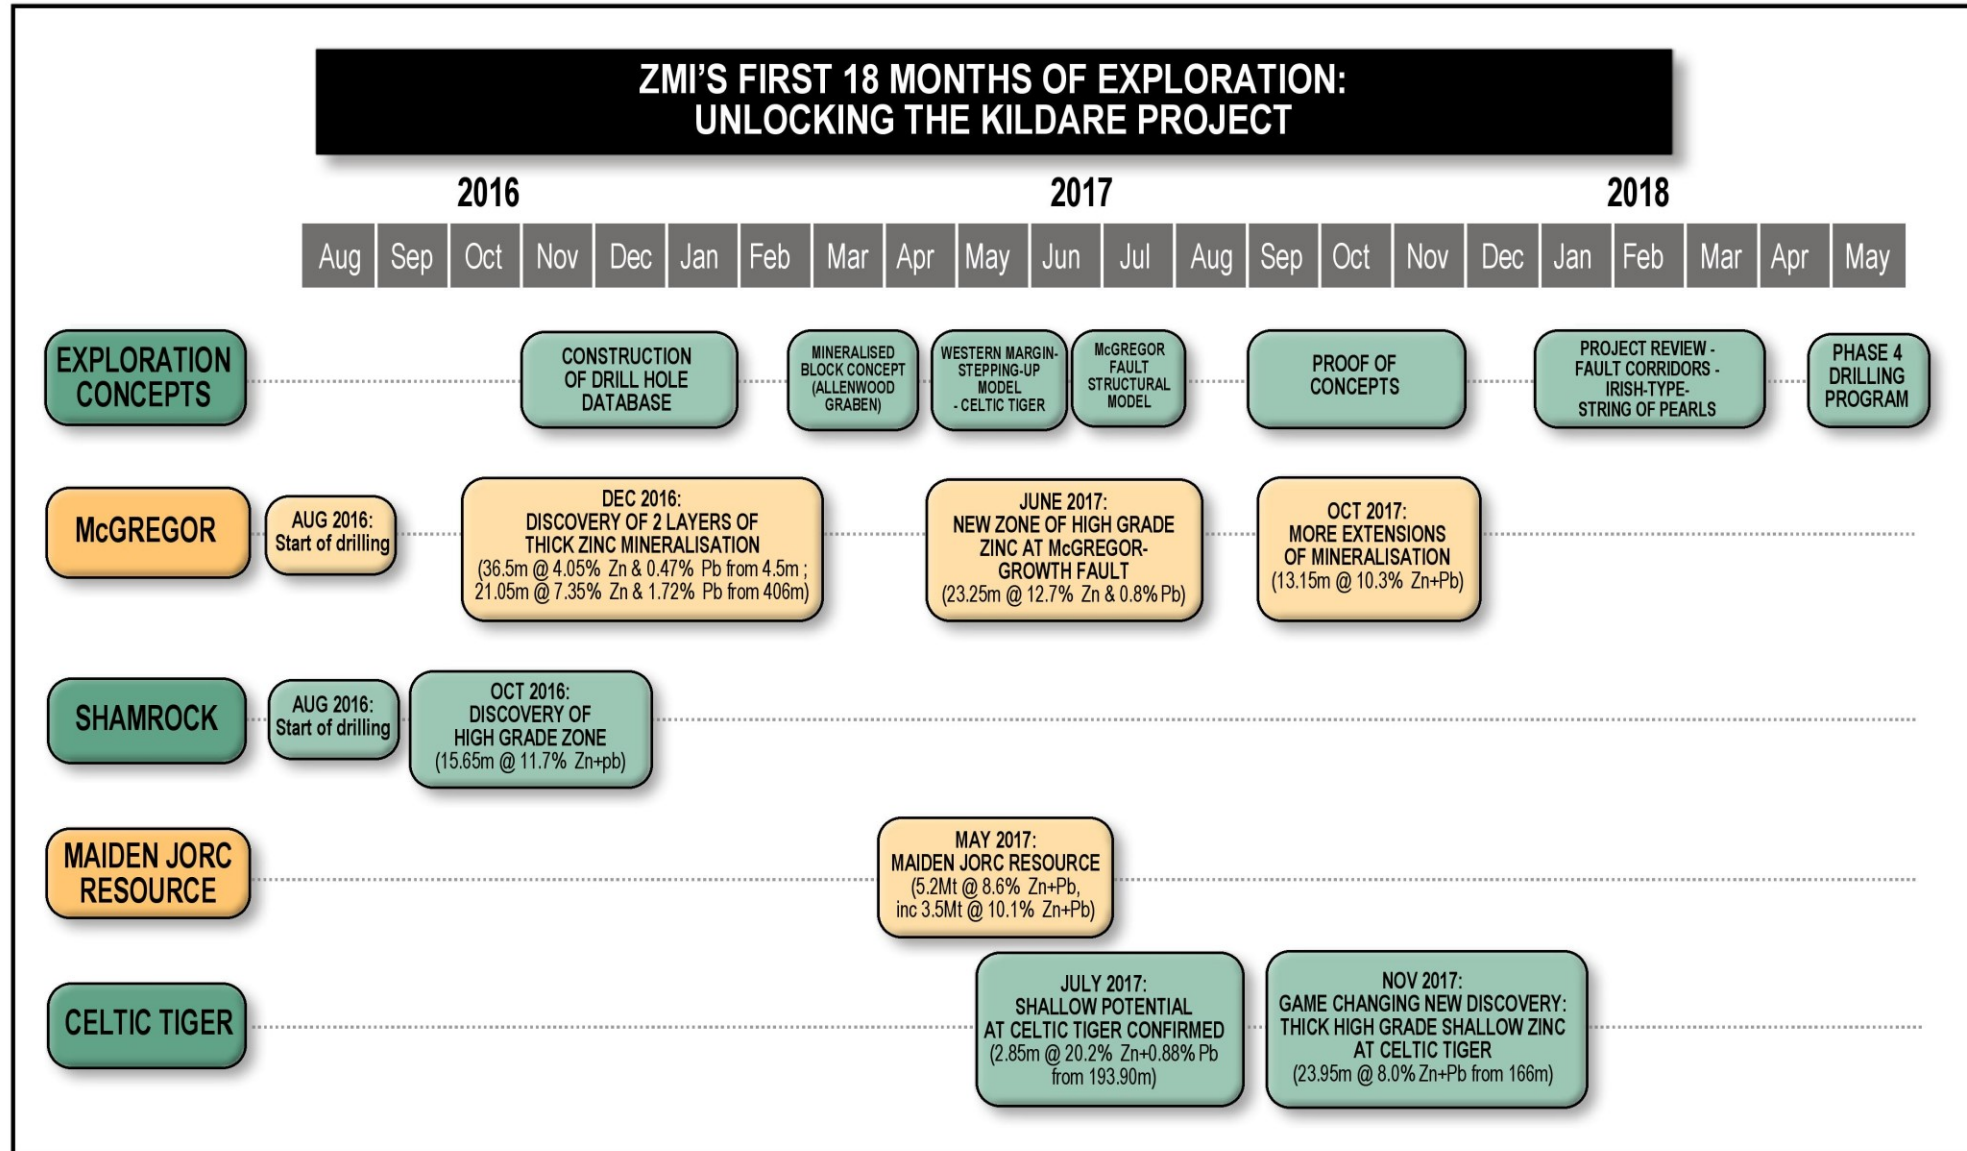 ZMI'S FIRST 18 MONTHS OF EXPLORATION:
UNLOCKING THE KILDARE PROJECT
2016
2017
2018
Aug
Sep
Oct
Nov
Dec
Jan
Feb
Mar
Apr
May
Jun
Jul
Aug
Sep
Oct
Nov
Dec
Jan
Feb
Mar
Apr
May
EXPLORATION
CONCEPTS
CONSTRUCTION
OF DRILL HOLE
DATABASE
MINERALISED
BLOCK CONCEPT
(ALLENWOOD
GRABEN)
WESTERN MARGIN-
STEPPING-UP
MODEL
- CELTIC TIGER
McGREGOR
FAULT
STRUCTURAL
MODEL
PROOF OF
CONCEPTS
PROJECT REVIEW -
FAULT CORRIDORS -
IRISH-TYPE-
STRING OF PEARLS
PHASE 4
DRILLING
PROGRAM
McGREGOR
AUG 2016:
Start of drilling
DEC 2016:
DISCOVERY OF 2 LAYERS OF
THICK ZINC MINERALISATION
(36.5m @ 4.05% Zn & 0.47% Pb from 4.5m ;
21.05m @ 7.35% Zn & 1.72% Pb from 406m)
JUNE 2017:
NEW ZONE OF HIGH GRADE
ZINC AT McGREGOR-
GROWTH FAULT
(23.25m @ 12.7% Zn & 0.8% Pb)
OCT 2017:
MORE EXTENSIONS
OF MINERALISATION
(13.15m @ 10.3% Zn+Pb)
SHAMROCK
AUG 2016:
Start of drilling
OCT 2016:
DISCOVERY OF
HIGH GRADE ZONE
(15.65m @ 11.7% Zn+pb)
MAIDEN JORC
RESOURCE
MAY 2017:
MAIDEN JORC RESOURCE
(5.2Mt @ 8.6% Zn+Pb,
inc 3.5Mt @ 10.1% Zn+Pb)
CELTIC TIGER
JULY 2017:
SHALLOW POTENTIAL
AT CELTIC TIGER CONFIRMED
(2.85m @ 20.2% Zn+0.88% Pb
from 193.90m)
NOV 2017:
GAME CHANGING NEW DISCOVERY:
THICK HIGH GRADE SHALLOW ZINC
AT CELTIC TIGER
(23.95m @ 8.0% Zn+Pb from 166m)